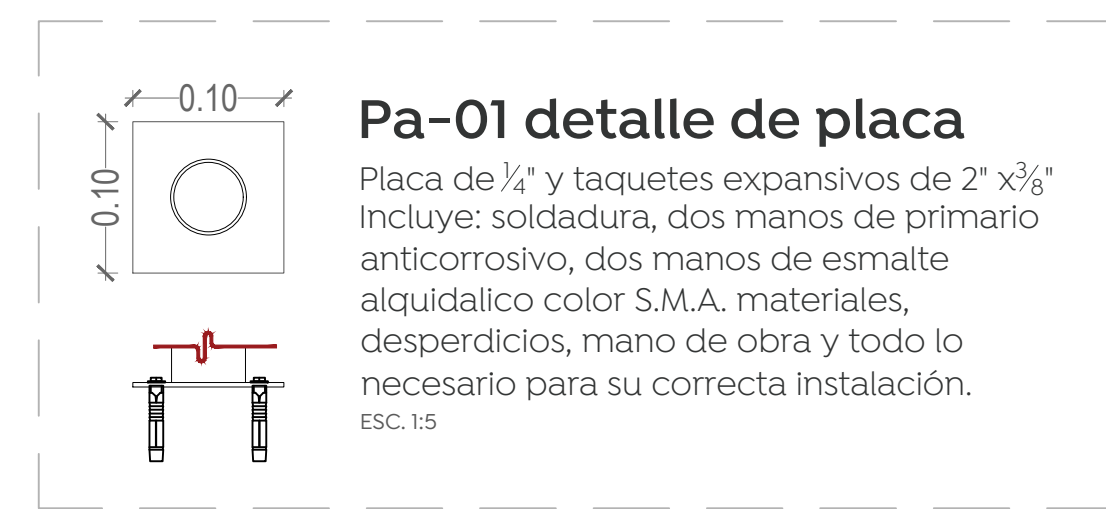 0.10
0.10
Pa-01 detalle de placa
Placa de ¼" y taquetes expansivos de 2" x⅜"
Incluye: soldadura, dos manos de primario
anticorrosivo, dos manos de esmalte
alquidalico color S.M.A. materiales,
desperdicios, mano de obra y todo lo
necesario para su correcta instalación.
ESC. 1:5